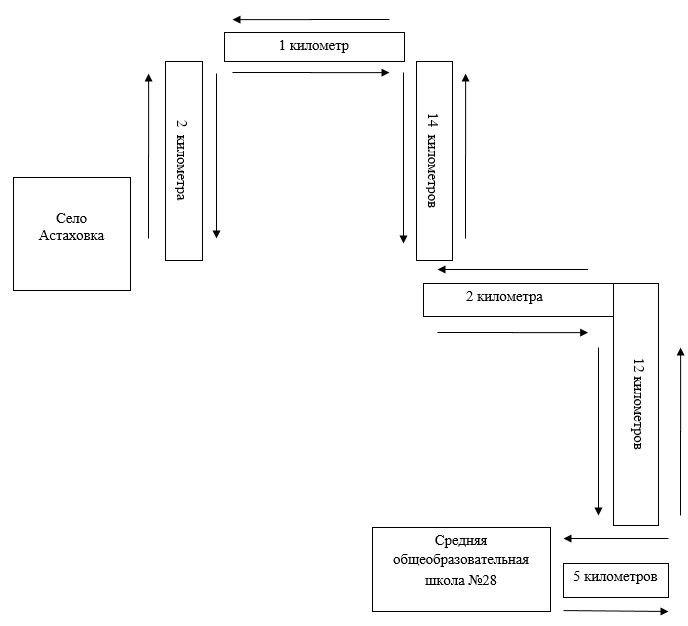 1 километр
2 километра
14 километров
Село
Астаховка
2 километра
12 километров
Средняя
общеобразовательная
школа №28
5 километров